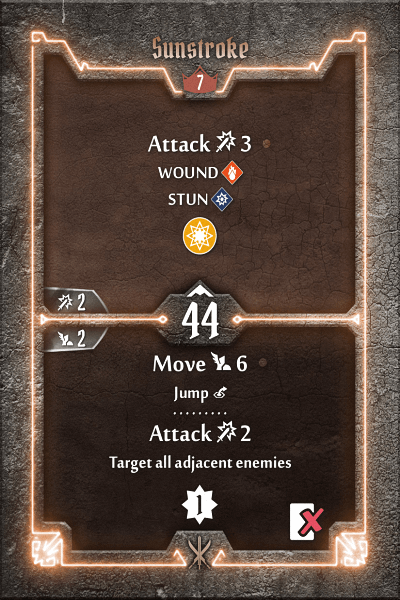 Sunstroke
7
Attack 3
WOUND
STUN
2
44
2
Move 6
Jump
Attack 2
Target all adjacent enemies
1